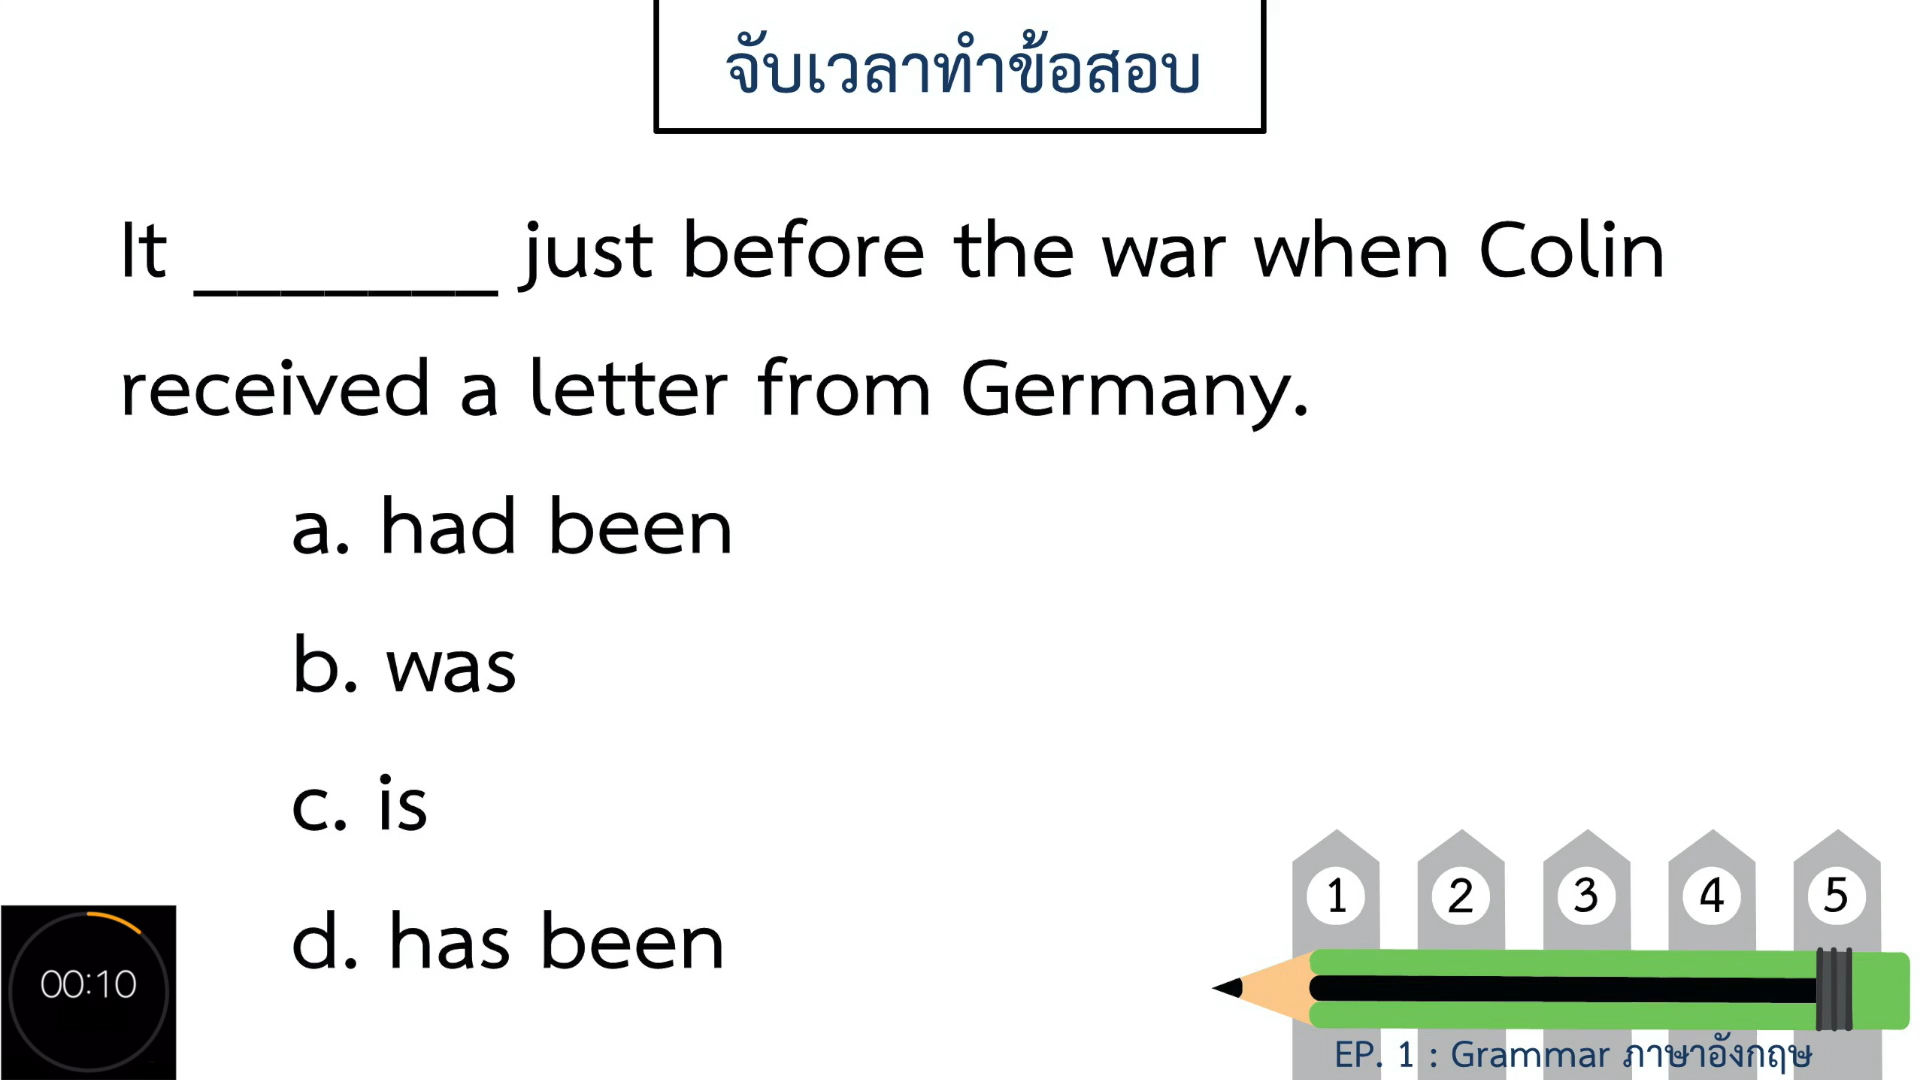 จับเวลาทำข้อสอบ
It _______ just before the war when Colin
received a letter from Germany.
a. had been
b. was
c. is
d. has been
00:10
1 2 3 4 5
EP. 1 : Grammar ภาษาอังกฤษ